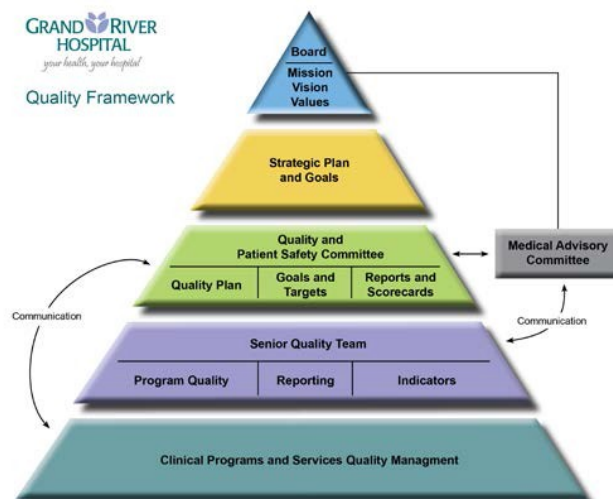 GRAND RIVER
HOSPITAL
your health, your hospital
Quality Framework
Board
Mission
Vision
Values
Strategic Plan
and Goals
Quality and
Patient Safety Committee
Quality Plan
Goals and
Targets
Reports and
Scorecards
Medical Advisory
Committee
Communication
Communication
Senior Quality Team
Program Quality
Reporting
Indicators
Clinical Programs and Services Quality Managment